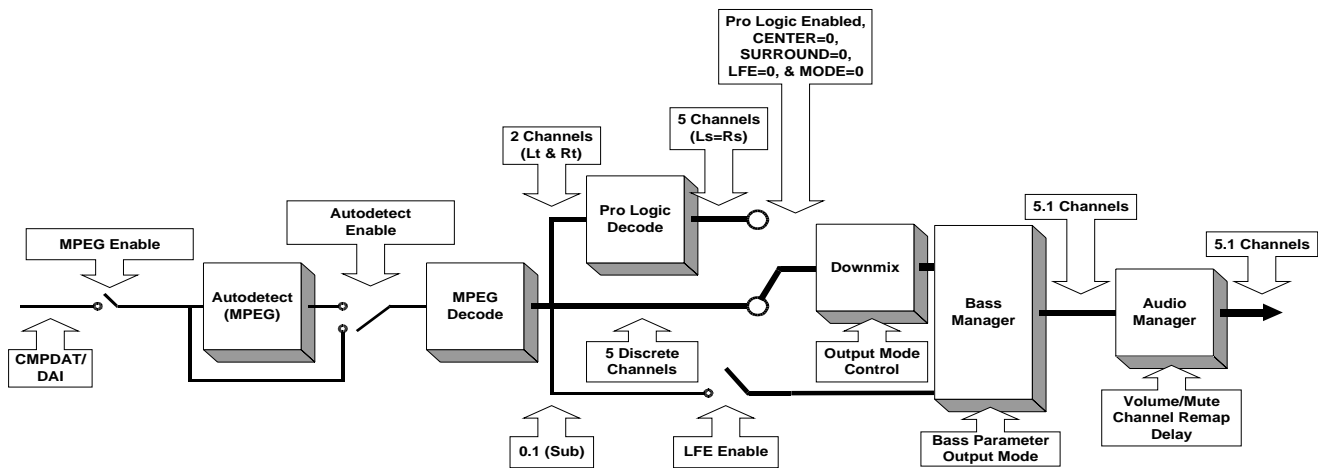 Pro Logic Enabled,
CENTER=0,
SURROUND=0,
LFE=0, & MODE=0
2 Channels
(Lt & Rt)
5 Channels
(Ls=Rs)
MPEG Enable
Autodetect
Enable
Pro Logic
Decode
5.1 Channels
5.1 Channels
CMPDAT/
DAI
Autodetect
(MPEG)
MPEG
Decode
Downmix
Bass
Manager
Audio
Manager
5 Discrete
Channels
Output Mode
Control
0.1 (Sub)
LFE Enable
Bass Parameter
Output Mode
Volume/Mute
Channel Remap
Delay